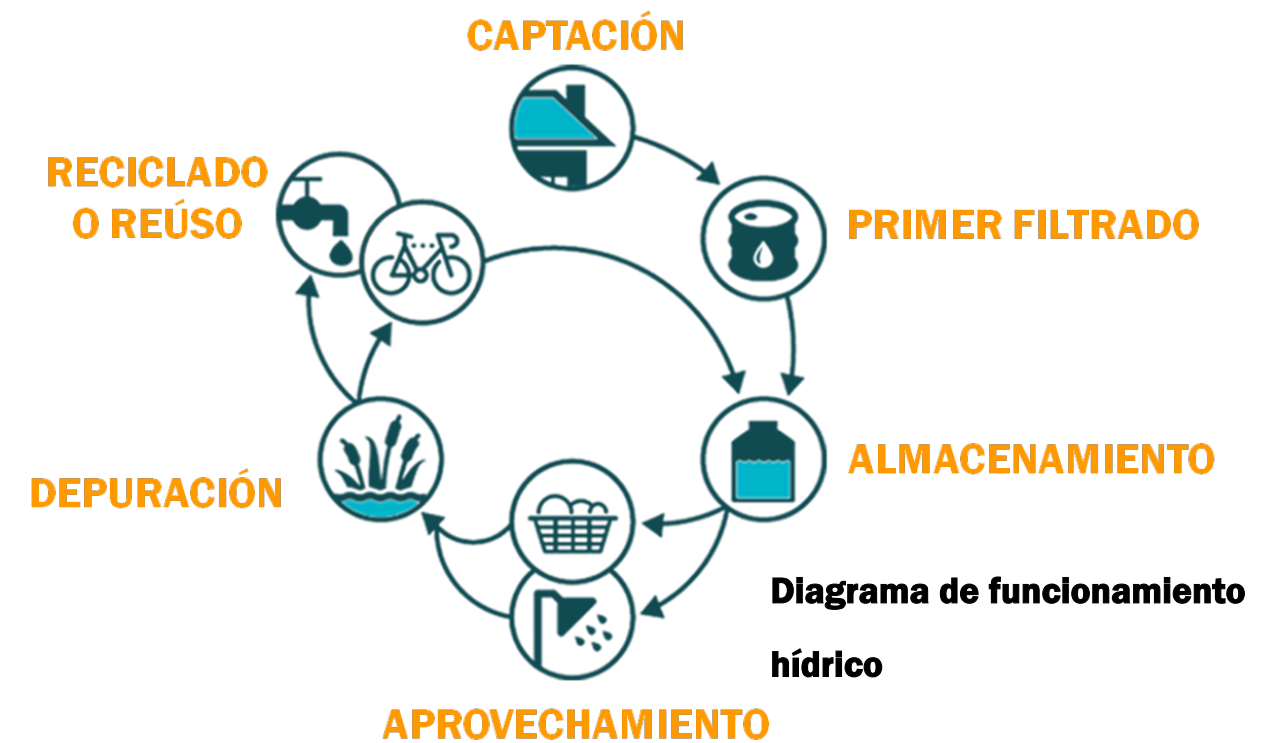 CAPTACIÓN
RECICLADO
O REÚSO
PRIMER FILTRADO
ALMACENAMIENTO
DEPURACIÓN
Diagrama de funcionamiento
hídrico
APROVECHAMIENTO